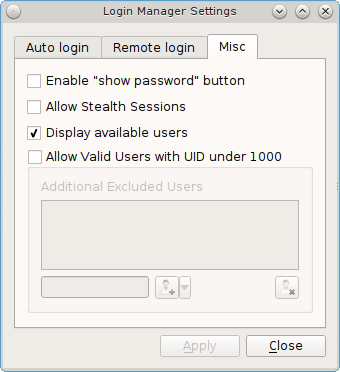 Login Manager Settings
Auto login Remote login Misc
Enable "show password" button
Allow Stealth Sessions
Display available users
Allow Valid Users with UID under 1000
Additional Excluded Users
Apply Close